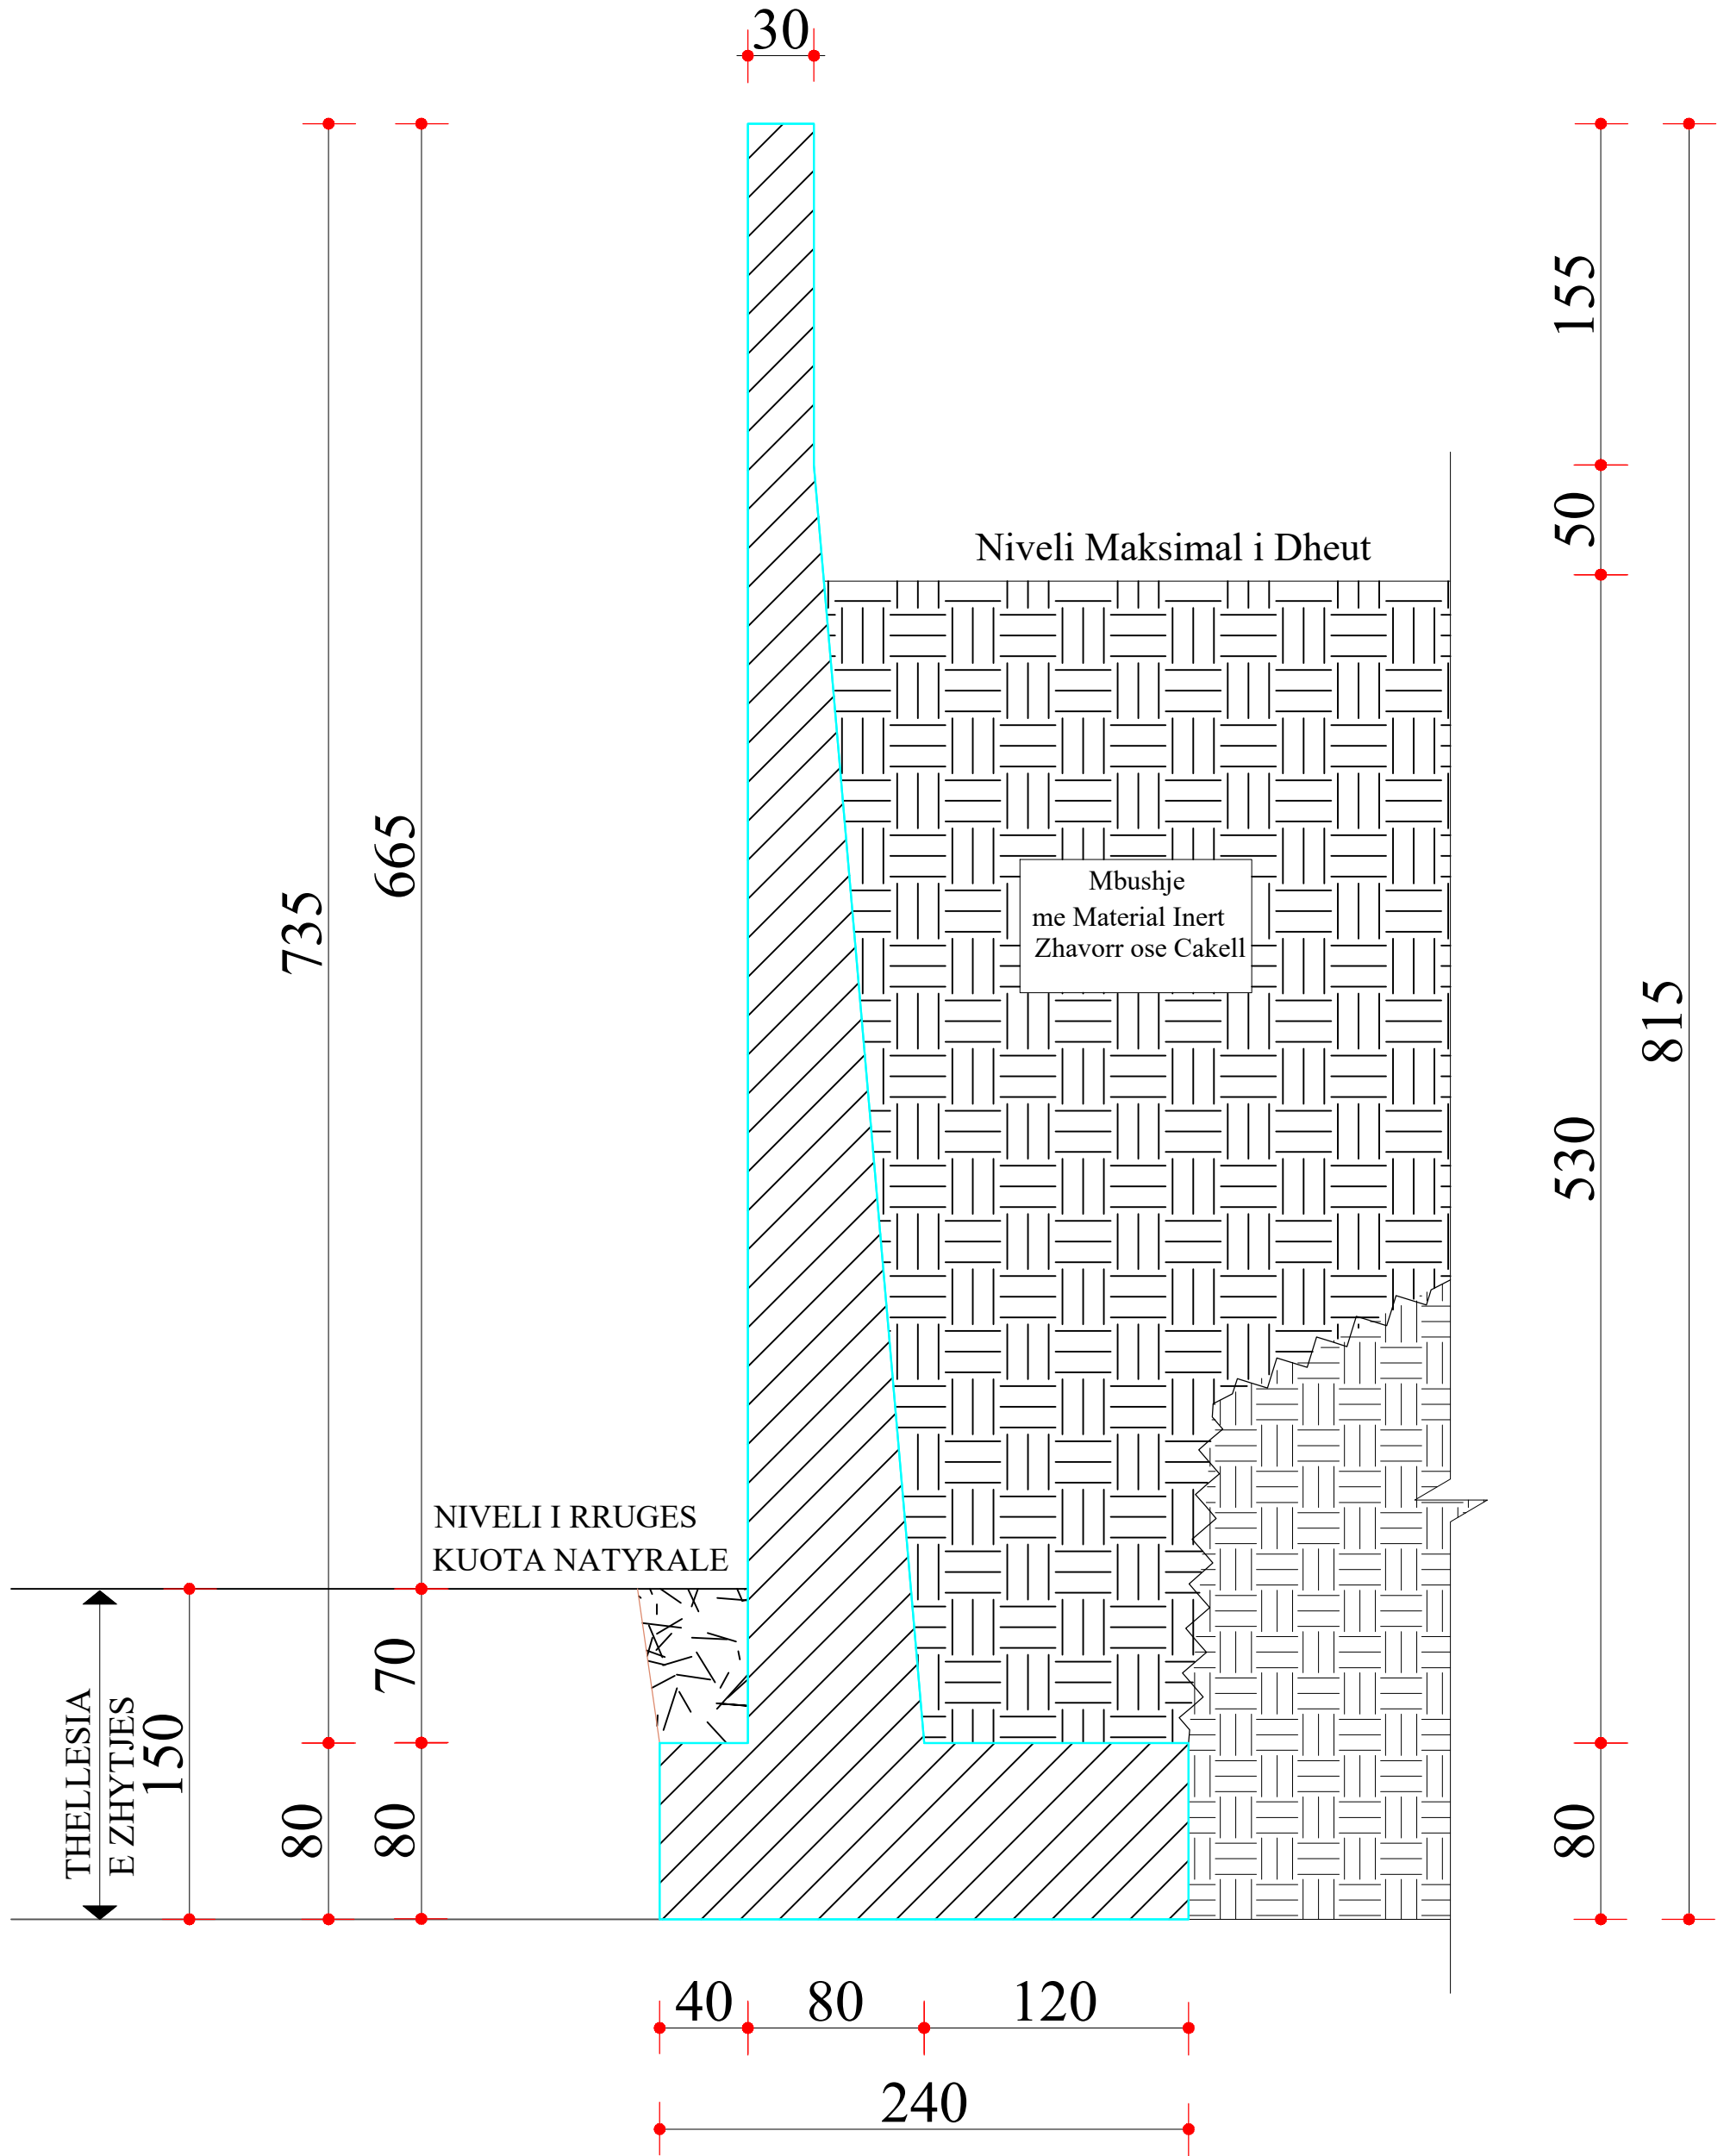 30
155
50
Niveli Maksimal i Dheut
665
735
Mbushje
me Material Inert
Zhavorr ose Cakell
815
530
NIVELI I RRUGES
KUOTA NATYRALE
70
THELLESIA
E ZHYTJES
150
80
80
80
40
80
120
240